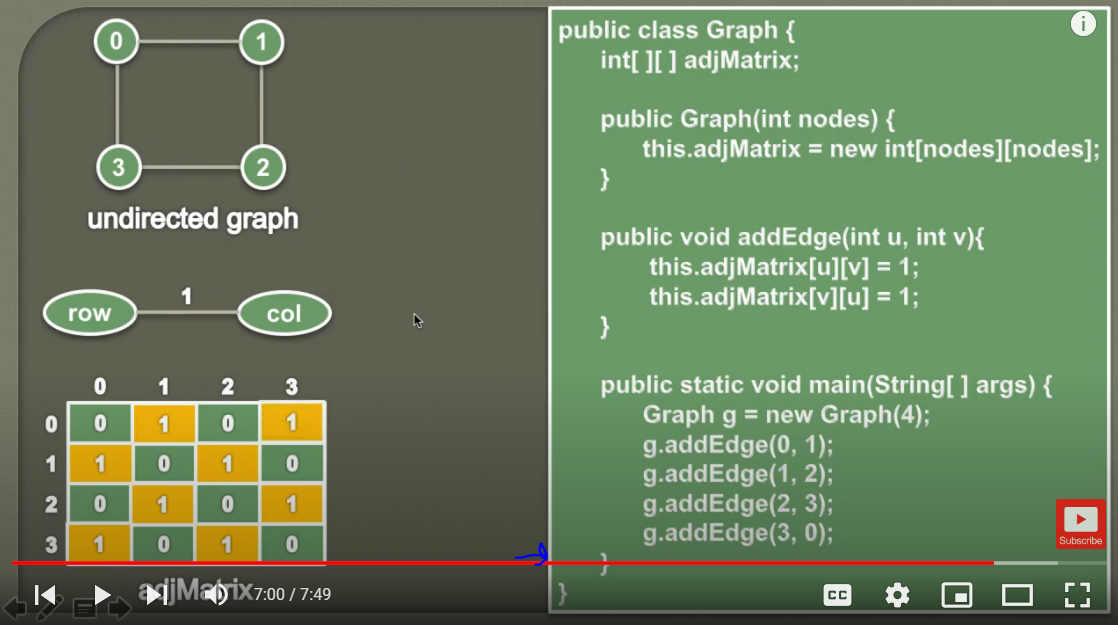 0 1
3 2
undirected graph
1
row col
0 1 2 3
0 0 1 0 1
1 1 0 1 0
2 0 1 0 1
3 1 0 1 0
adjMatrix
public class Graph {
int[ ][ ] adjMatrix;
public Graph(int nodes) {
this.adjMatrix = new int[nodes][nodes];
}
public void addEdge(int u, int v){
this.adjMatrix[u][v] = 1;
this.adjMatrix[v][u] = 1;
}
public static void main(String[ ] args) {
Graph g = new Graph(4);
g.addEdge(0, 1);
g.addEdge(1, 2);
g.addEdge(2, 3);
g.addEdge(3, 0);
}
}
i
Subscribe
7:00 / 7:49
CC